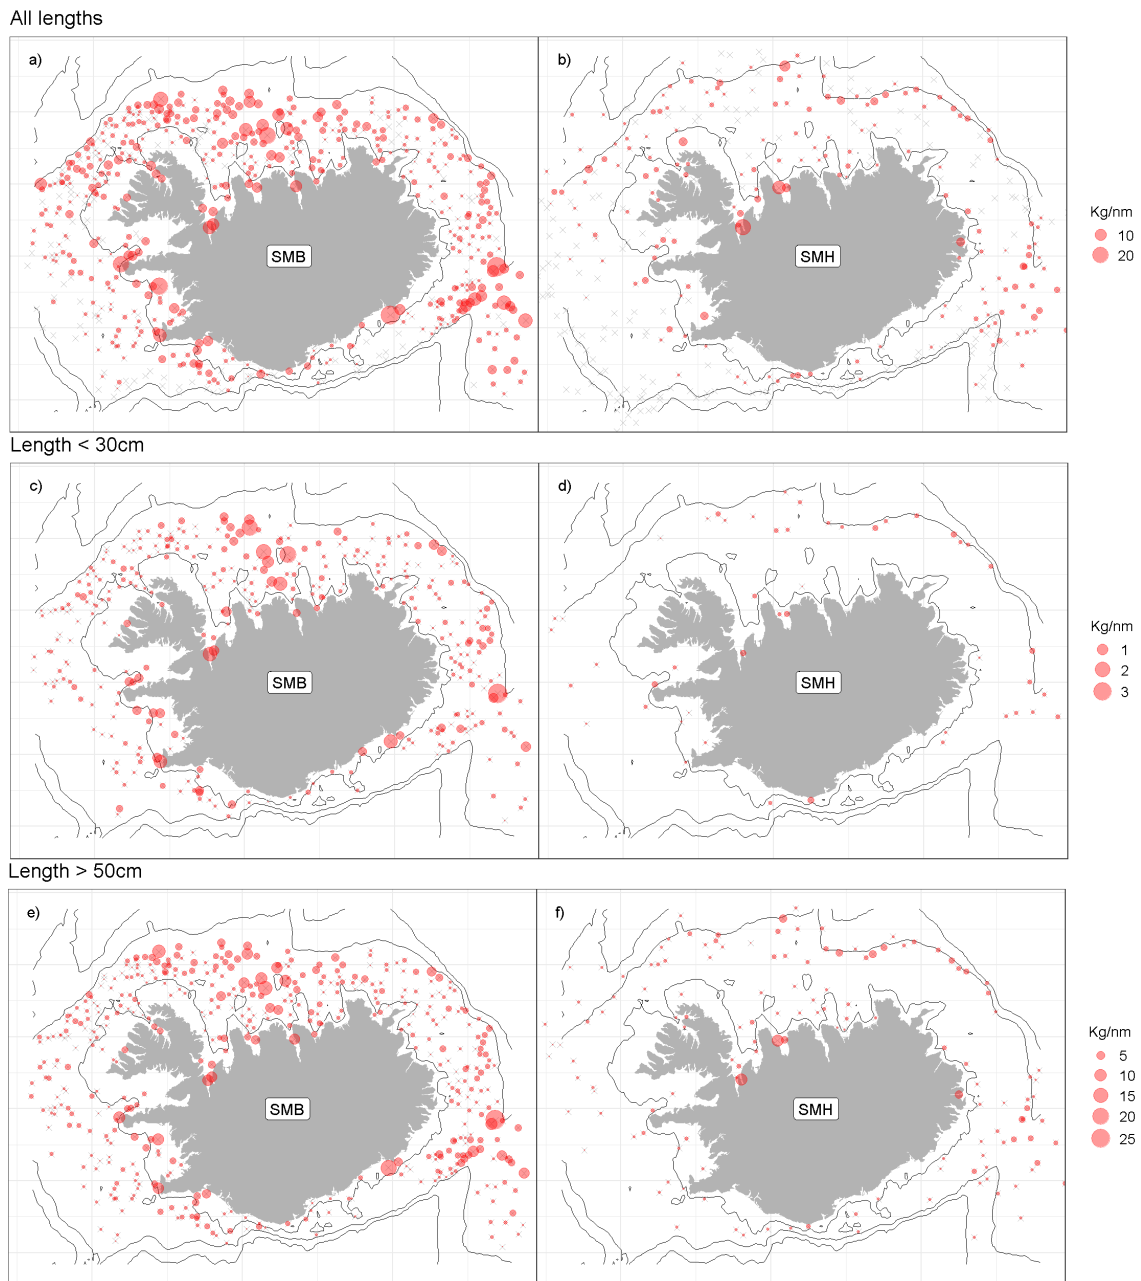 All lengths
a)
b)
SMB
SMH
Kg/nm
10
20
Length < 30cm
c)
d)
SMB
SMH
Kg/nm
1
2
3
Length > 50cm
e)
f)
SMB
SMH
Kg/nm
5
10
15
20
25